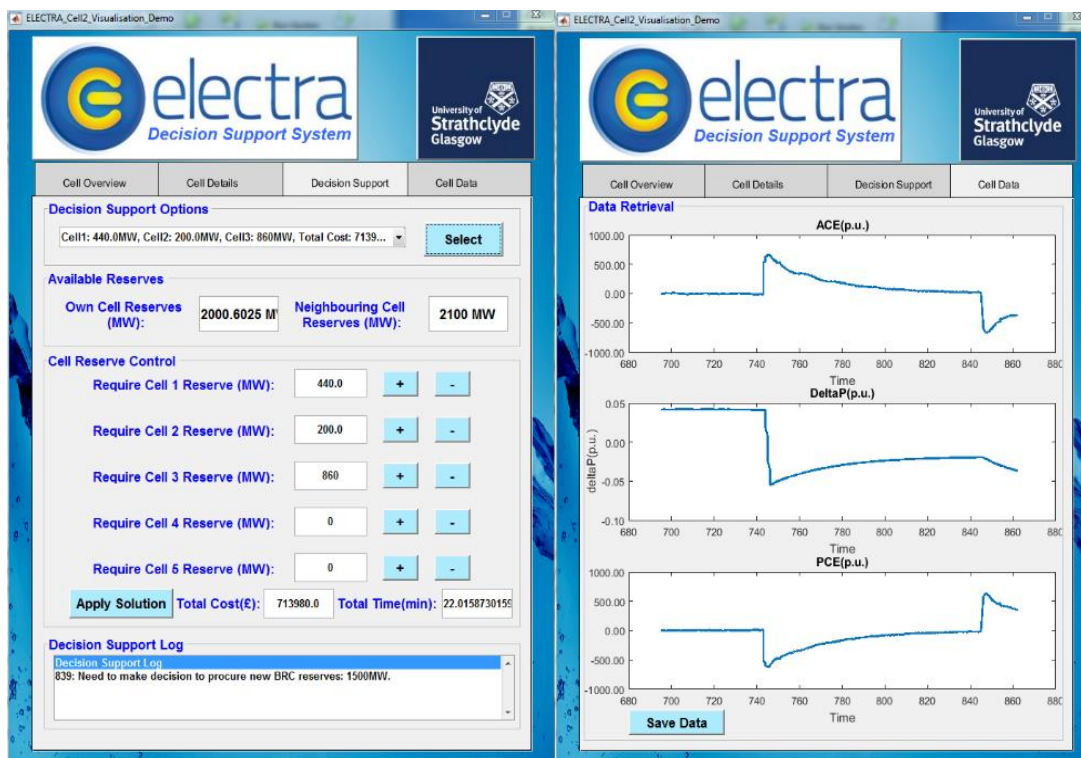 ELECTRA_Cell2_Visualisation_Demo
electra
Decision Support System
University of
Strathclyde
Glasgow
Cell Overview
Cell Details
Decision Support
Cell Data
Decision Support Options
Cell1: 440.0MW, Cell2: 200.0MW, Cell3: 860MW, Total Cost: 7139...
Select
Available Reserves
Own Cell Reserves
(MW):
2000.6025 M
Neighbouring Cell
Reserves (MW):
2100 MW
Cell Reserve Control
Require Cell 1 Reserve (MW): 440.0 + -
Require Cell 2 Reserve (MW): 200.0 + -
Require Cell 3 Reserve (MW): 860 + -
Require Cell 4 Reserve (MW): 0 + -
Require Cell 5 Reserve (MW): 0 + -
Apply Solution Total Cost(£): 713980.0 Total Time(min): 22.0158730159
Decision Support Log
Decision Support Log
839: Need to make decision to procure new BRC reserves: 1500MW.
ELECTRA_Cell2_Visualisation_Demo
electra
Decision Support System
University of
Strathclyde
Glasgow
Cell Overview
Cell Details
Decision Support
Cell Data
Data Retrieval
ACE(p.u.)
1000.00
500.00
0.00
-500.00
-1000.00
680 700 720 740 760 780 800 820 840 860 880
Time
DeltaP(p.u.)
deltaP(p.u.)
0.05
0.00
-0.05
-0.10
680 700 720 740 760 780 800 820 840 860 880
Time
PCE(p.u.)
1000.00
500.00
0.00
-500.00
-1000.00
680 700 720 740 760 780 800 820 840 860 880
Time
Save Data